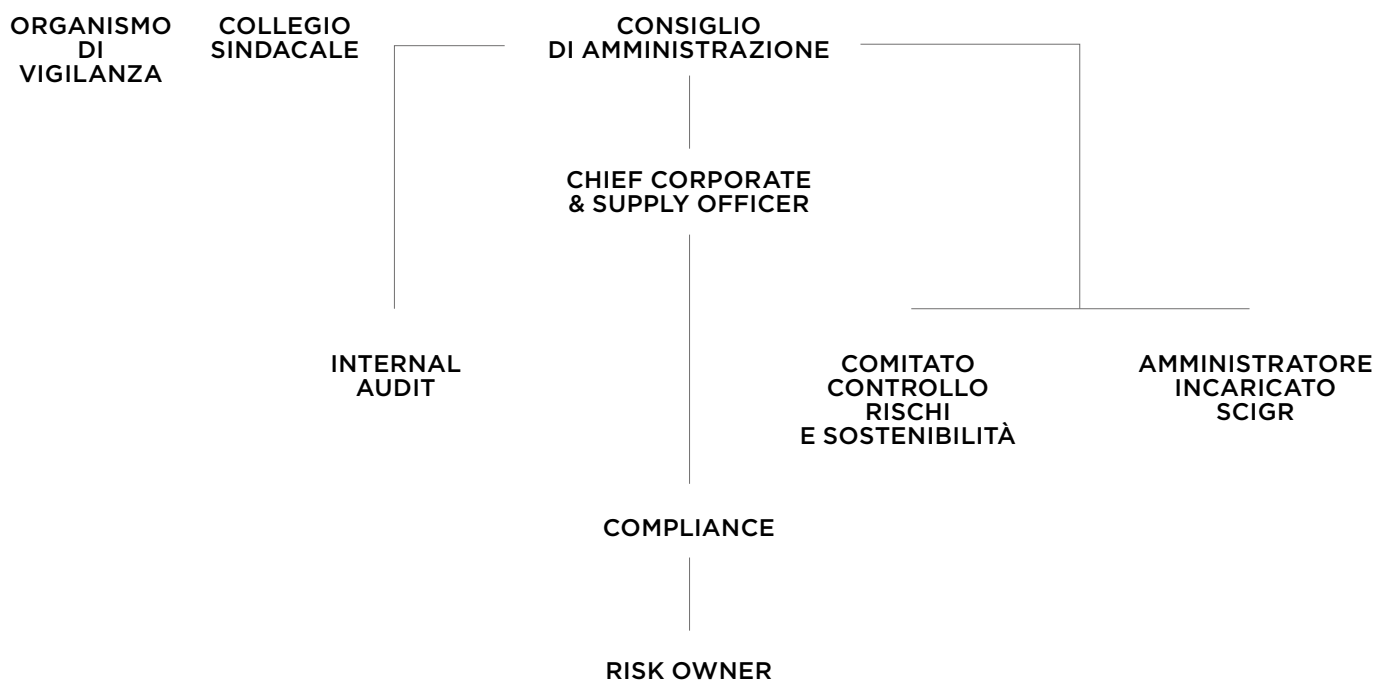 ORGANISMO
DI
VIGILANZA
COLLEGIO
SINDACALE
CONSIGLIO
DI AMMINISTRAZIONE
CHIEF CORPORATE
& SUPPLY OFFICER
INTERNAL
AUDIT
COMITATO
CONTROLLO
RISCHI
E SOSTENIBILITÀ
AMMINISTRATORE
INCARICATO
SCIGR
COMPLIANCE
RISK OWNER